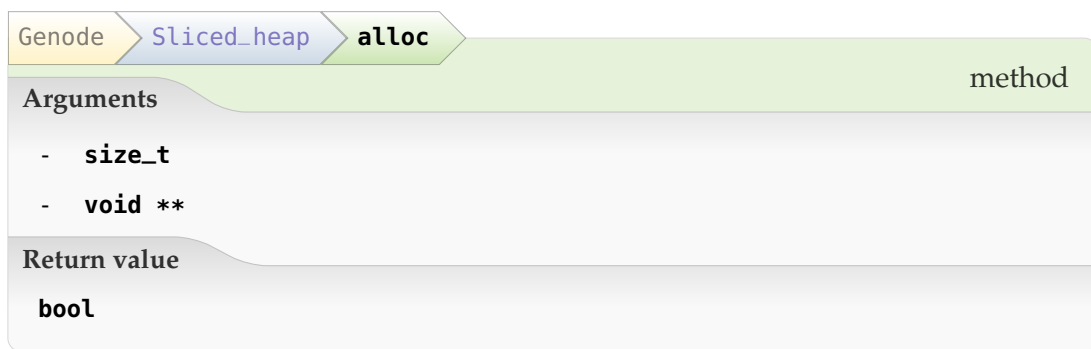 Genode Sliced_heap alloc
method
Arguments
- size_t
- void **
Return value
bool